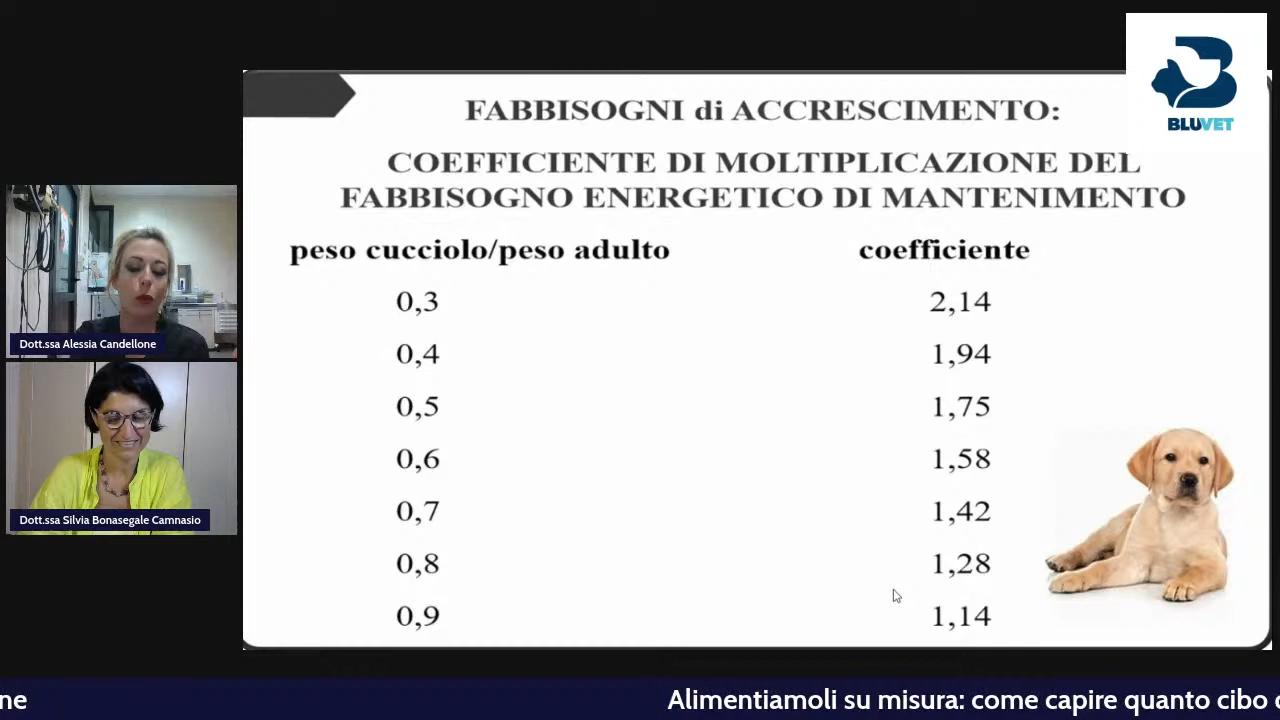 BLUVET
FABBISOGNI di ACCRESCIMENTO:
COEFFICIENTE DI MOLTIPLICAZIONE DEL
FABBISOGNO ENERGETICO DI MANTENIMENTO
peso cucciolo/peso adulto coefficiente
0,3 2,14
0,4 1,94
0,5 1,75
0,6 1,58
0,7 1,42
0,8 1,28
0,9 1,14
Dott.ssa Alessia Candellone
Dott.ssa Silvia Bonasegale Camnasio
ne Alimentiamoli su misura: come capire quanto cibo